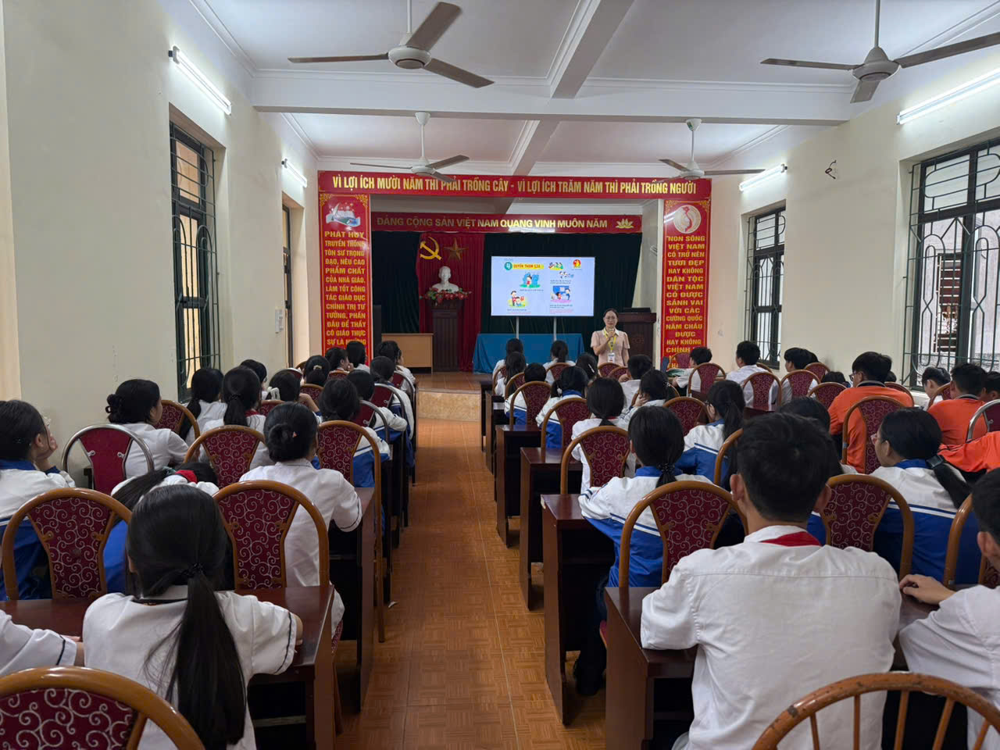 VÌ LỢI ÍCH MƯỜI NĂM THÌ PHẢI TRỒNG CÂY - VÌ LỢI ÍCH TRĂM NĂM THÌ PHẢI TRỒNG NGƯỜI
ĐẢNG CỘNG SẢN VIỆT NAM QUANG VINH MUÔN NĂM
PHÁT HUY
TRUYỀN THỐNG
TÔN SƯ TRỌNG
ĐẠO, NÊU CAO
PHẨM CHẤT
CỦA NHÀ GIÁO.
LÀM TỐT CÔNG
TÁC GIÁO DỤC
CHÍNH TRỊ TƯ
TƯỞNG, PHẤN
ĐẤU ĐỂ THẦY
CÔ GIÁO THỰC
SỰ LÀ NHỮNG
4 QUYỀN THAM GIA
NON SÔNG
VIỆT NAM
CÓ TRỞ NÊN
TƯƠI ĐẸP
HAY KHÔNG
DÂN TỘC
VIỆT NAM
CÓ ĐƯỢC
SÁNH VAI
VỚI CÁC
CƯỜNG QUỐC
NĂM CHÂU
ĐƯỢC
HAY KHÔNG
CHÍNH